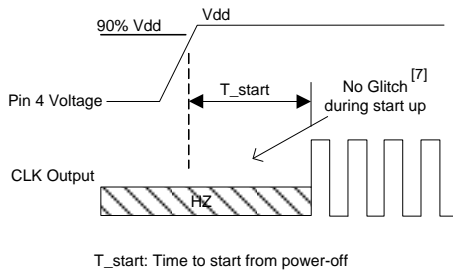 90% Vdd
Vdd
T_start
No Glitch [7]
during start up
Pin 4 Voltage
CLK Output
HZ
T_start: Time to start from power-off